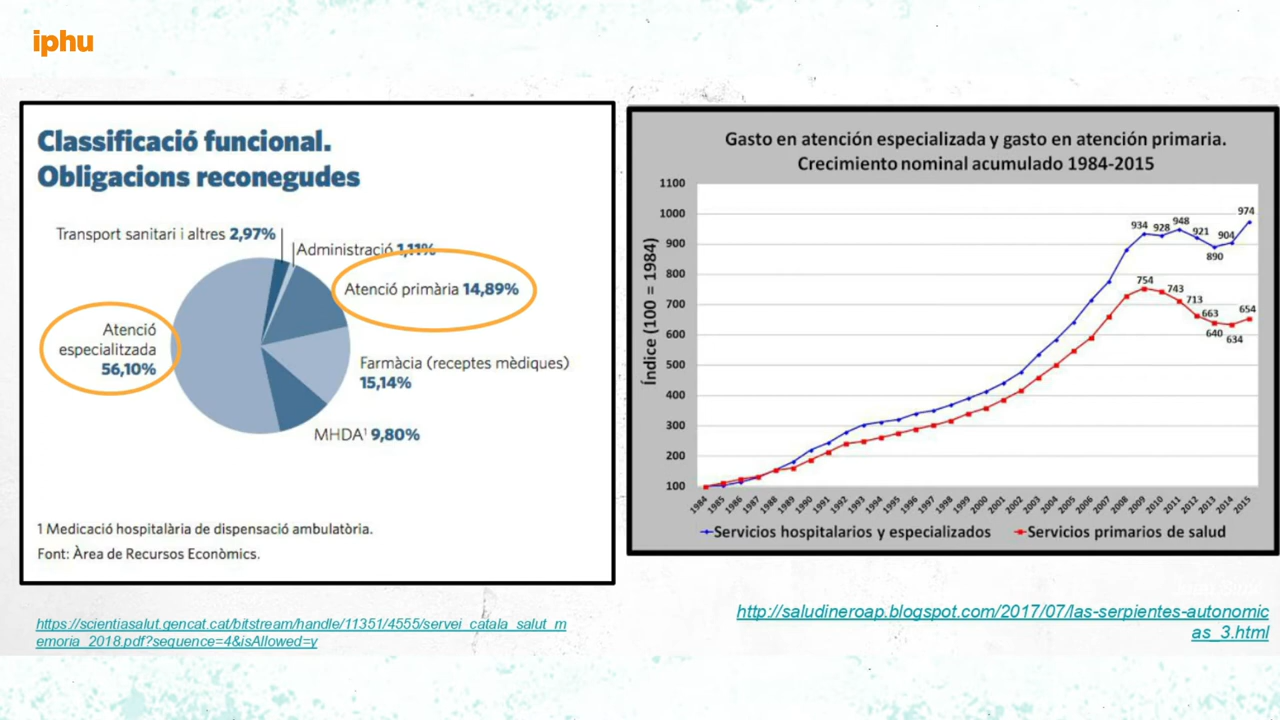 iphu
Classificació funcional.
Obligacions reconegudes
Transport sanitari i altres 2,97%
Administració 1,11%
Atenció primària 14,89%
Atenció
especialitzada
56,10%
Farmàcia (receptes mèdiques)
15,14%
MHDA¹ 9,80%
1 Medicació hospitalària de dispensació ambulatòria.
Font: Àrea de Recursos Econòmics.
https://scientiasalut.gencat.cat/bitstream/handle/11351/4555/servei_catala_salut_m
emoria_2018.pdf?sequence=4&isAllowed=y
Gasto en atención especializada y gasto en atención primaria.
Crecimiento nominal acumulado 1984-2015
Índice (100 = 1984)
1100
1000
900
800
700
600
500
400
300
200
100
934 928 948 921 890 904 974
754 743 713 663 640 634 654
1984 1985 1986 1987 1988 1989 1990 1991 1992 1993 1994 1995 1996 1997 1998 1999 2000 2001 2002 2003 2004 2005 2006 2007 2008 2009 2010 2011 2012 2013 2014 2015
Servicios hospitalarios y especializados Servicios primarios de salud
http://saludineroap.blogspot.com/2017/07/las-serpientes-autonomic
as_3.html